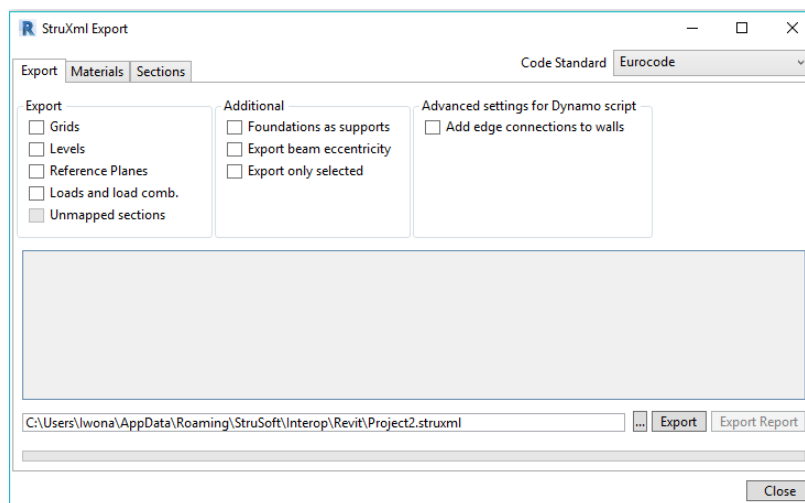 StruXml Export
Export Materials Sections
Code Standard Eurocode
Export
Grids
Levels
Reference Planes
Loads and load comb.
Unmapped sections
Additional
Foundations as supports
Export beam eccentricity
Export only selected
Advanced settings for Dynamo script
Add edge connections to walls
C:\Users\Iwona\AppData\Roaming\StruSoft\Interop\Revit\Project2.struxml
... Export Export Report
Close